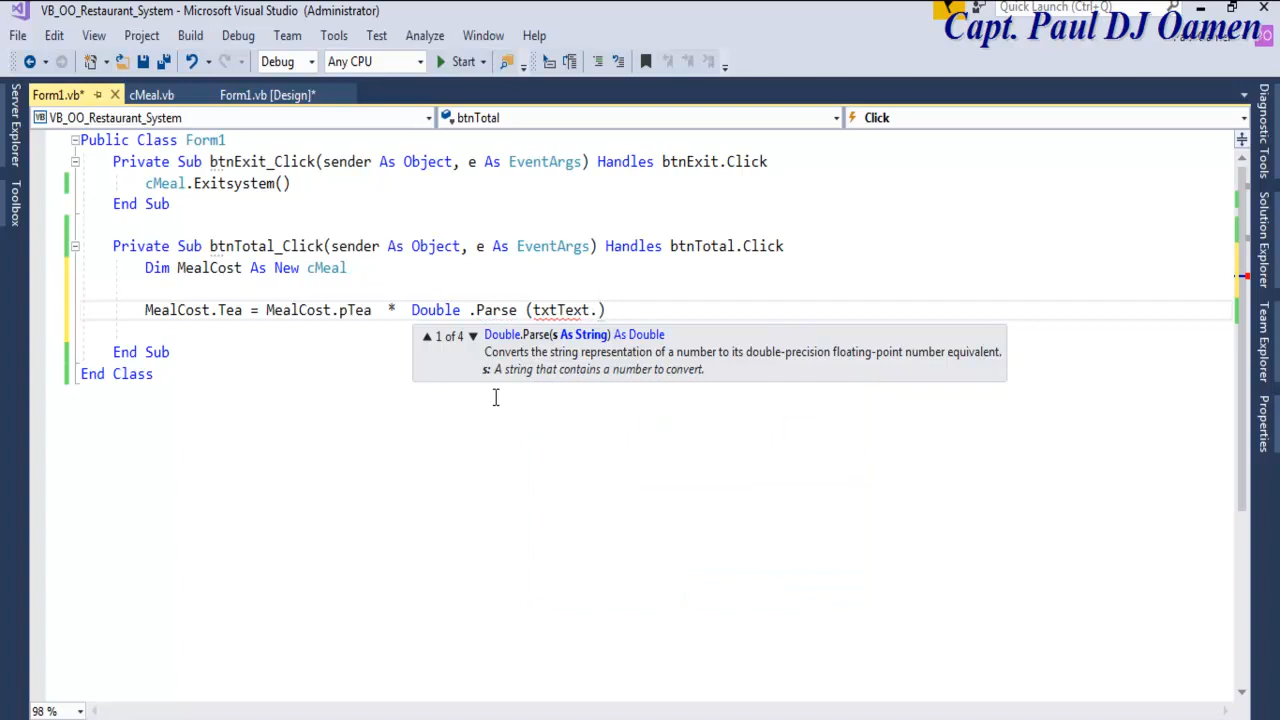 VB_OO_Restaurant_System - Microsoft Visual Studio (Administrator)
Quick Launch (Ctrl+Q)
Capt. Paul DJ Oamen
File Edit View Project Build Debug Team Tools Test Analyze Window Help
Debug Any CPU Start
Form1.vb* cMeal.vb Form1.vb [Design]*
VB_OO_Restaurant_System btnTotal Click
Public Class Form1
Private Sub btnExit_Click(sender As Object, e As EventArgs) Handles btnExit.Click
cMeal.Exitsystem()
End Sub
Private Sub btnTotal_Click(sender As Object, e As EventArgs) Handles btnTotal.Click
Dim MealCost As New cMeal
MealCost.Tea = MealCost.pTea * Double .Parse (txtText.)
1 of 4 Double.Parse(s As String) As Double
Converts the string representation of a number to its double-precision floating-point number equivalent.
s: A string that contains a number to convert.
End Sub
End Class
Server Explorer
Toolbox
Diagnostic Tools
Solution Explorer
Team Explorer
Properties
98 %